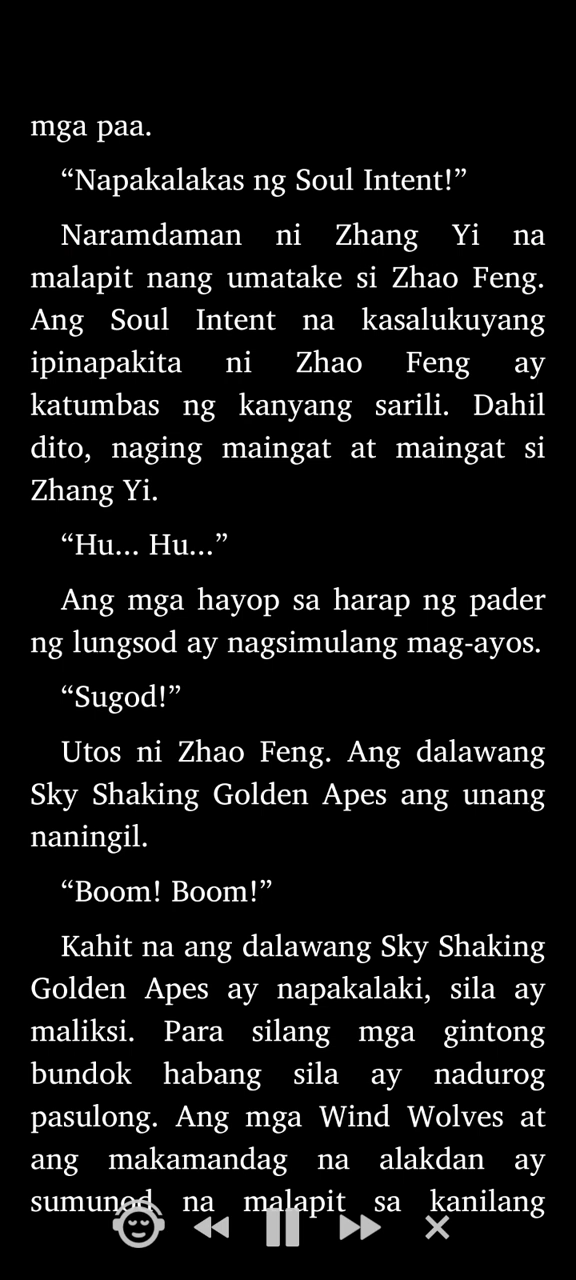 mga paa.
“Napakalakas ng Soul Intent!”
Naramdaman ni Zhang Yi na
malapit nang umatake si Zhao Feng.
Ang Soul Intent na kasalukuyang
ipinapakita ni Zhao Feng ay
katumbas ng kanyang sarili. Dahil
dito, naging maingat at maingat si
Zhang Yi.
“Hu... Hu...”
Ang mga hayop sa harap ng pader
ng lungsod ay nagsimulang mag-ayos.
“Sugod!”
Utos ni Zhao Feng. Ang dalawang
Sky Shaking Golden Apes ang unang
naningil.
“Boom! Boom!”
Kahit na ang dalawang Sky Shaking
Golden Apes ay napakalaki, sila ay
maliksi. Para silang mga gintong
bundok habang sila ay nadurog
pasulong. Ang mga Wind Wolves at
ang makamandag na alakdan ay
sumunod na malapit sa kanilang